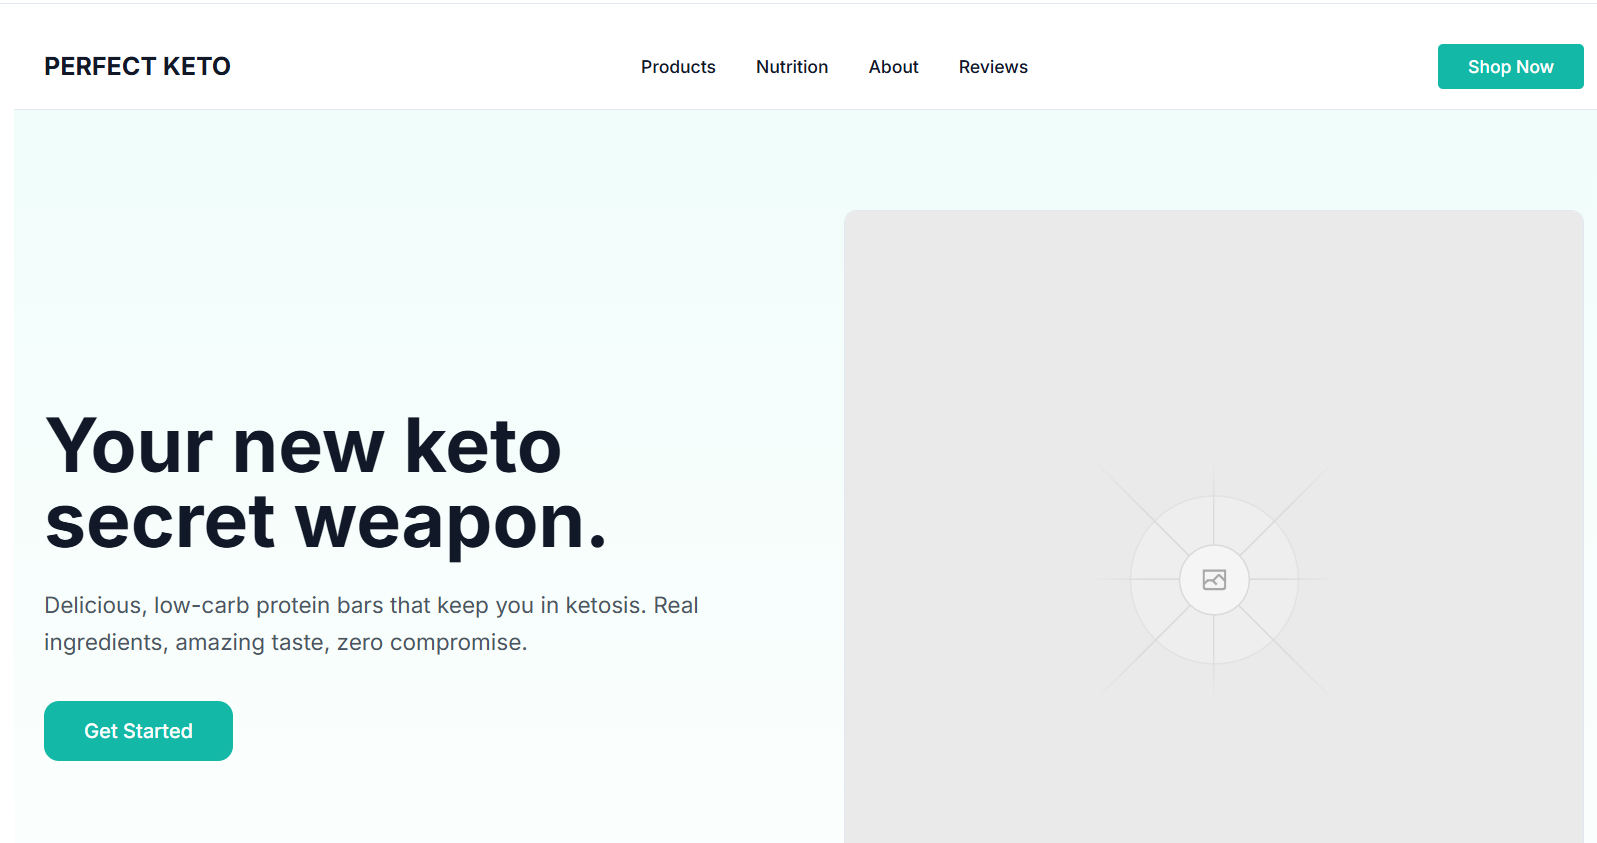 PERFECT KETO
Products
Nutrition
About
Reviews
Shop Now
Your new keto
secret weapon.
Delicious, low-carb protein bars that keep you in ketosis. Real
ingredients, amazing taste, zero compromise.
Get Started